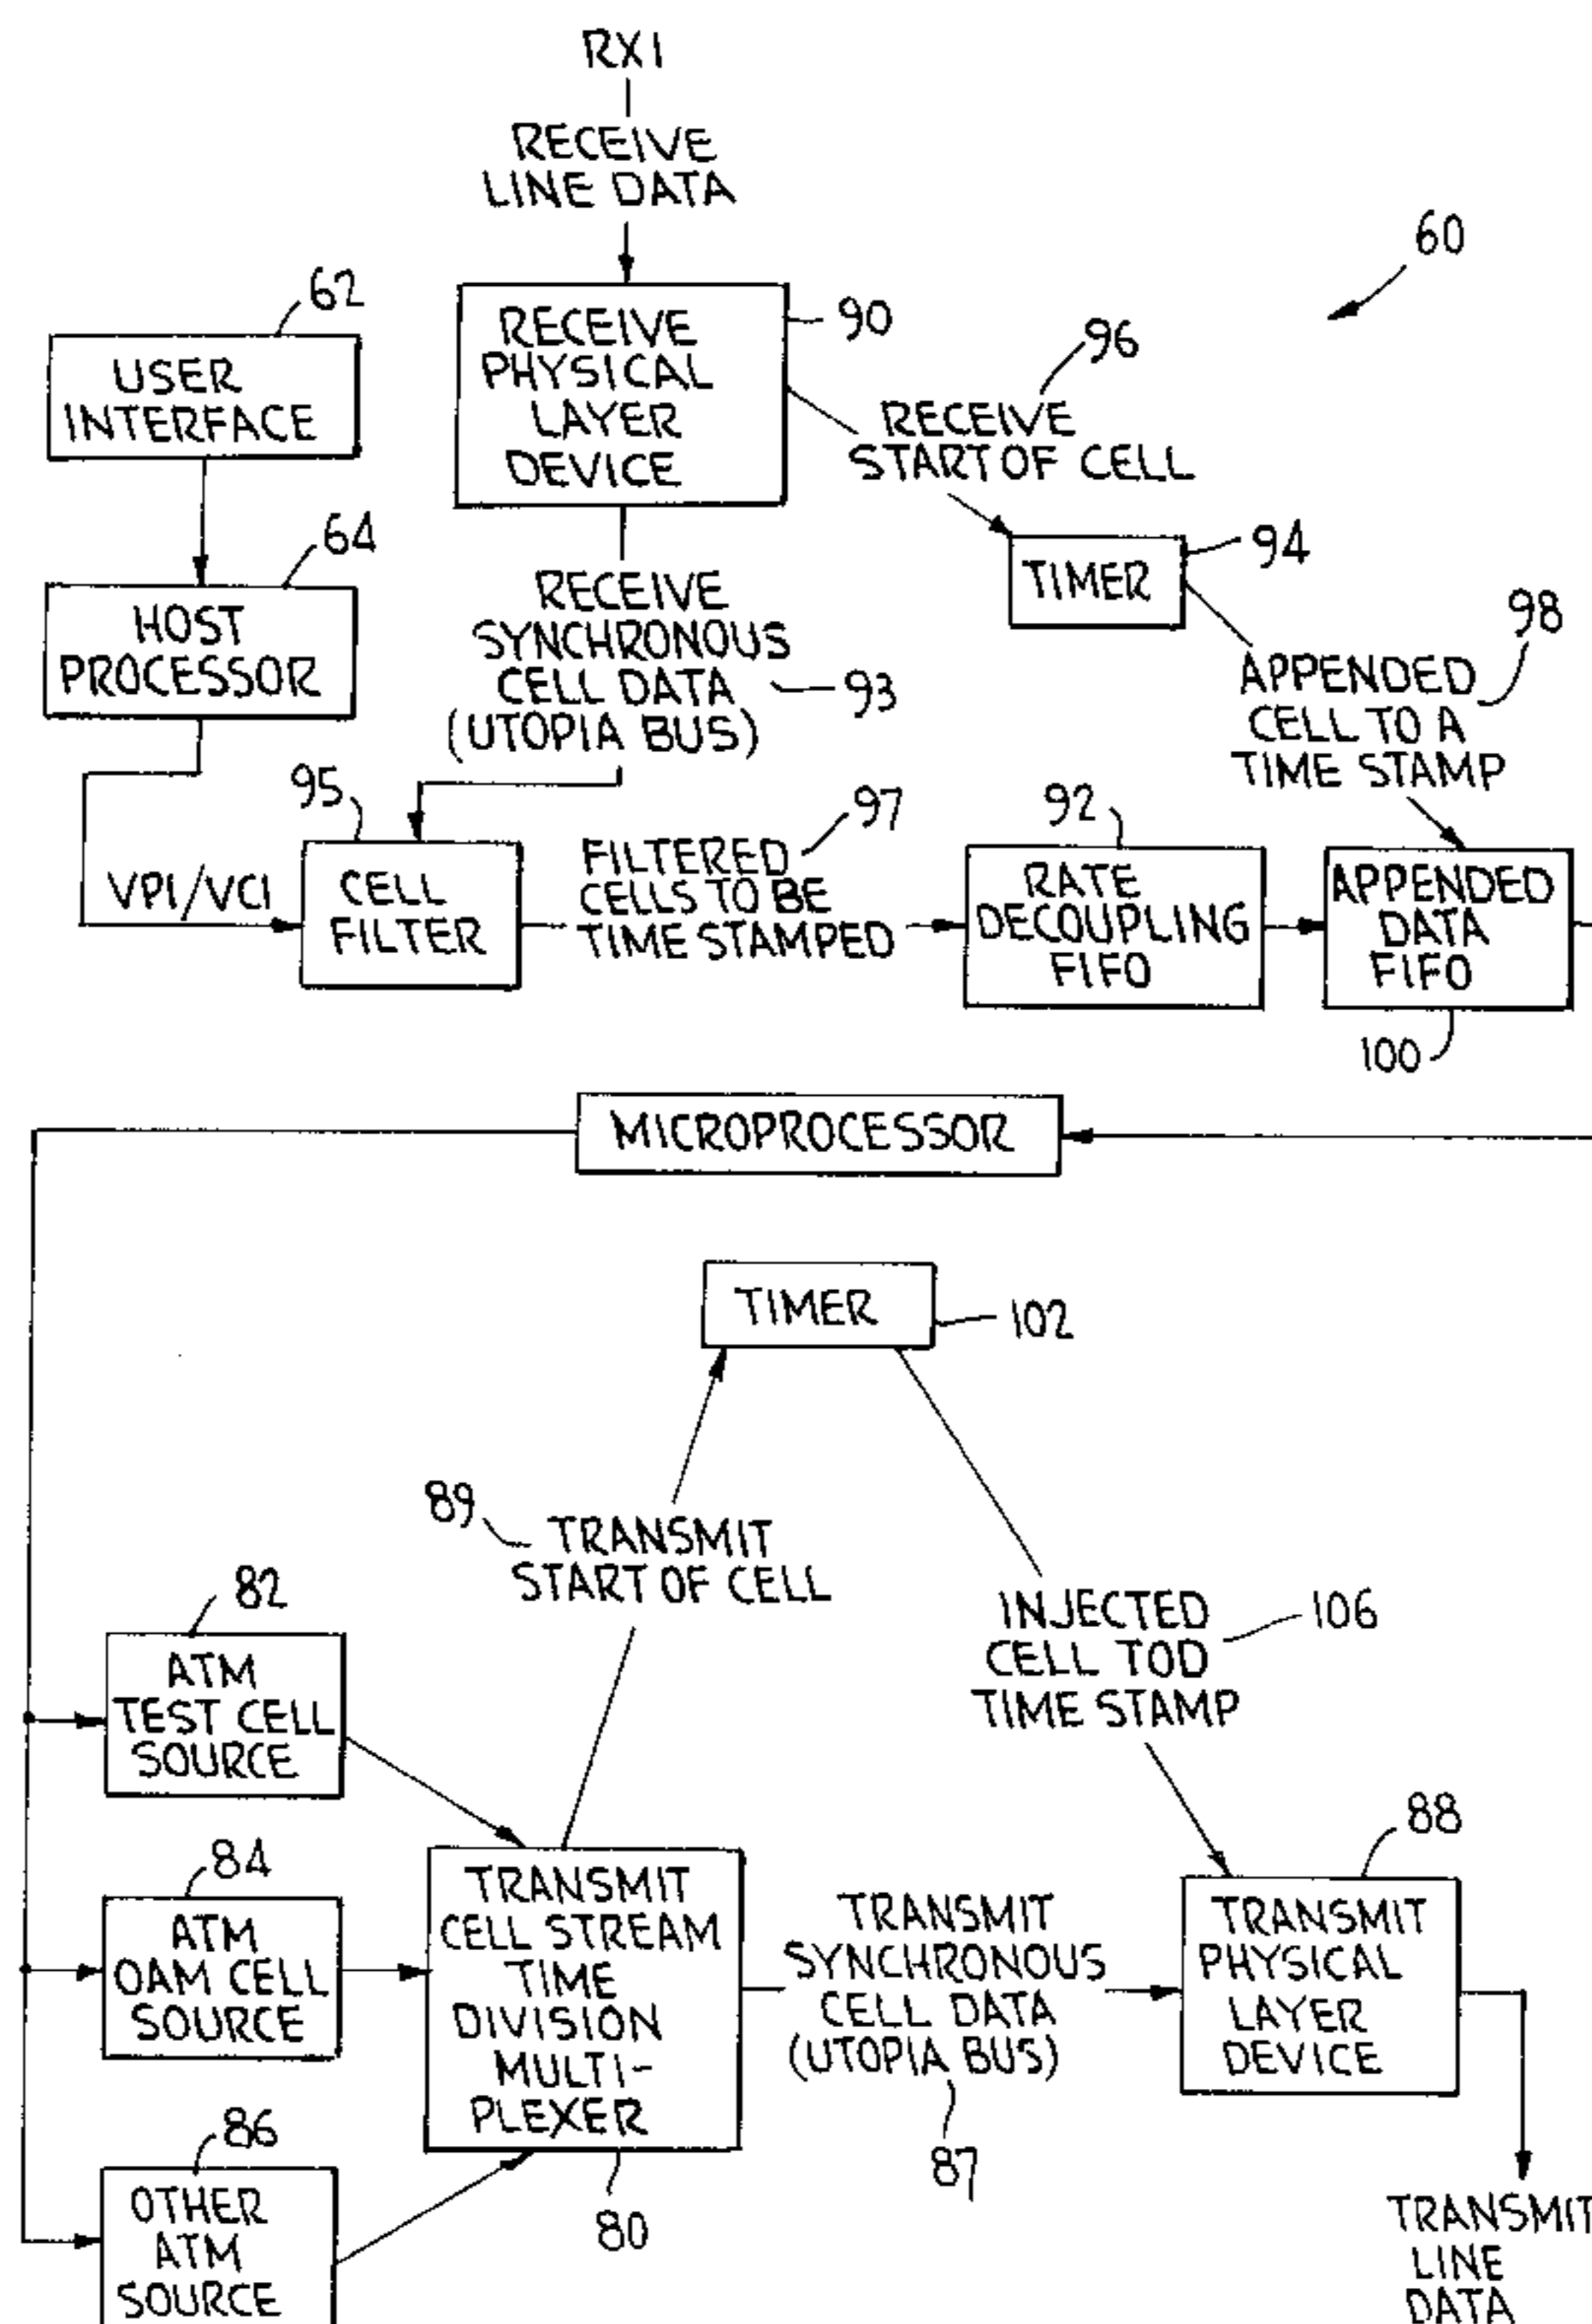 RX1
RECEIVE
LINE DATA
60
62
USER
INTERFACE
RECEIVE
PHYSICAL
LAYER
DEVICE
90
96
RECEIVE
START OF CELL
64
HOST
PROCESSOR
RECEIVE
SYNCHRONOUS
CELL DATA
(UTOPIA BUS)
93
TIMER
94
98
APPENDED
CELL TO A
TIME STAMP
VPI/VCI
95
CELL
FILTER
97
FILTERED
CELLS TO BE
TIME STAMPED
92
RATE
DECOUPLING
FIFO
APPENDED
DATA
FIFO
100
MICROPROCESSOR
TIMER
102
89
TRANSMIT
START OF CELL
INJECTED
CELL TOD
TIME STAMP
106
82
ATM
TEST CELL
SOURCE
84
ATM
OAM CELL
SOURCE
86
OTHER
ATM
SOURCE
TRANSMIT
CELL STREAM
TIME
DIVISION
MULTI-
PLEXER
80
TRANSMIT
SYNCHRONOUS
CELL DATA
(UTOPIA BUS)
87
88
TRANSMIT
PHYSICAL
LAYER
DEVICE
TRANSMIT
LINE
DATA